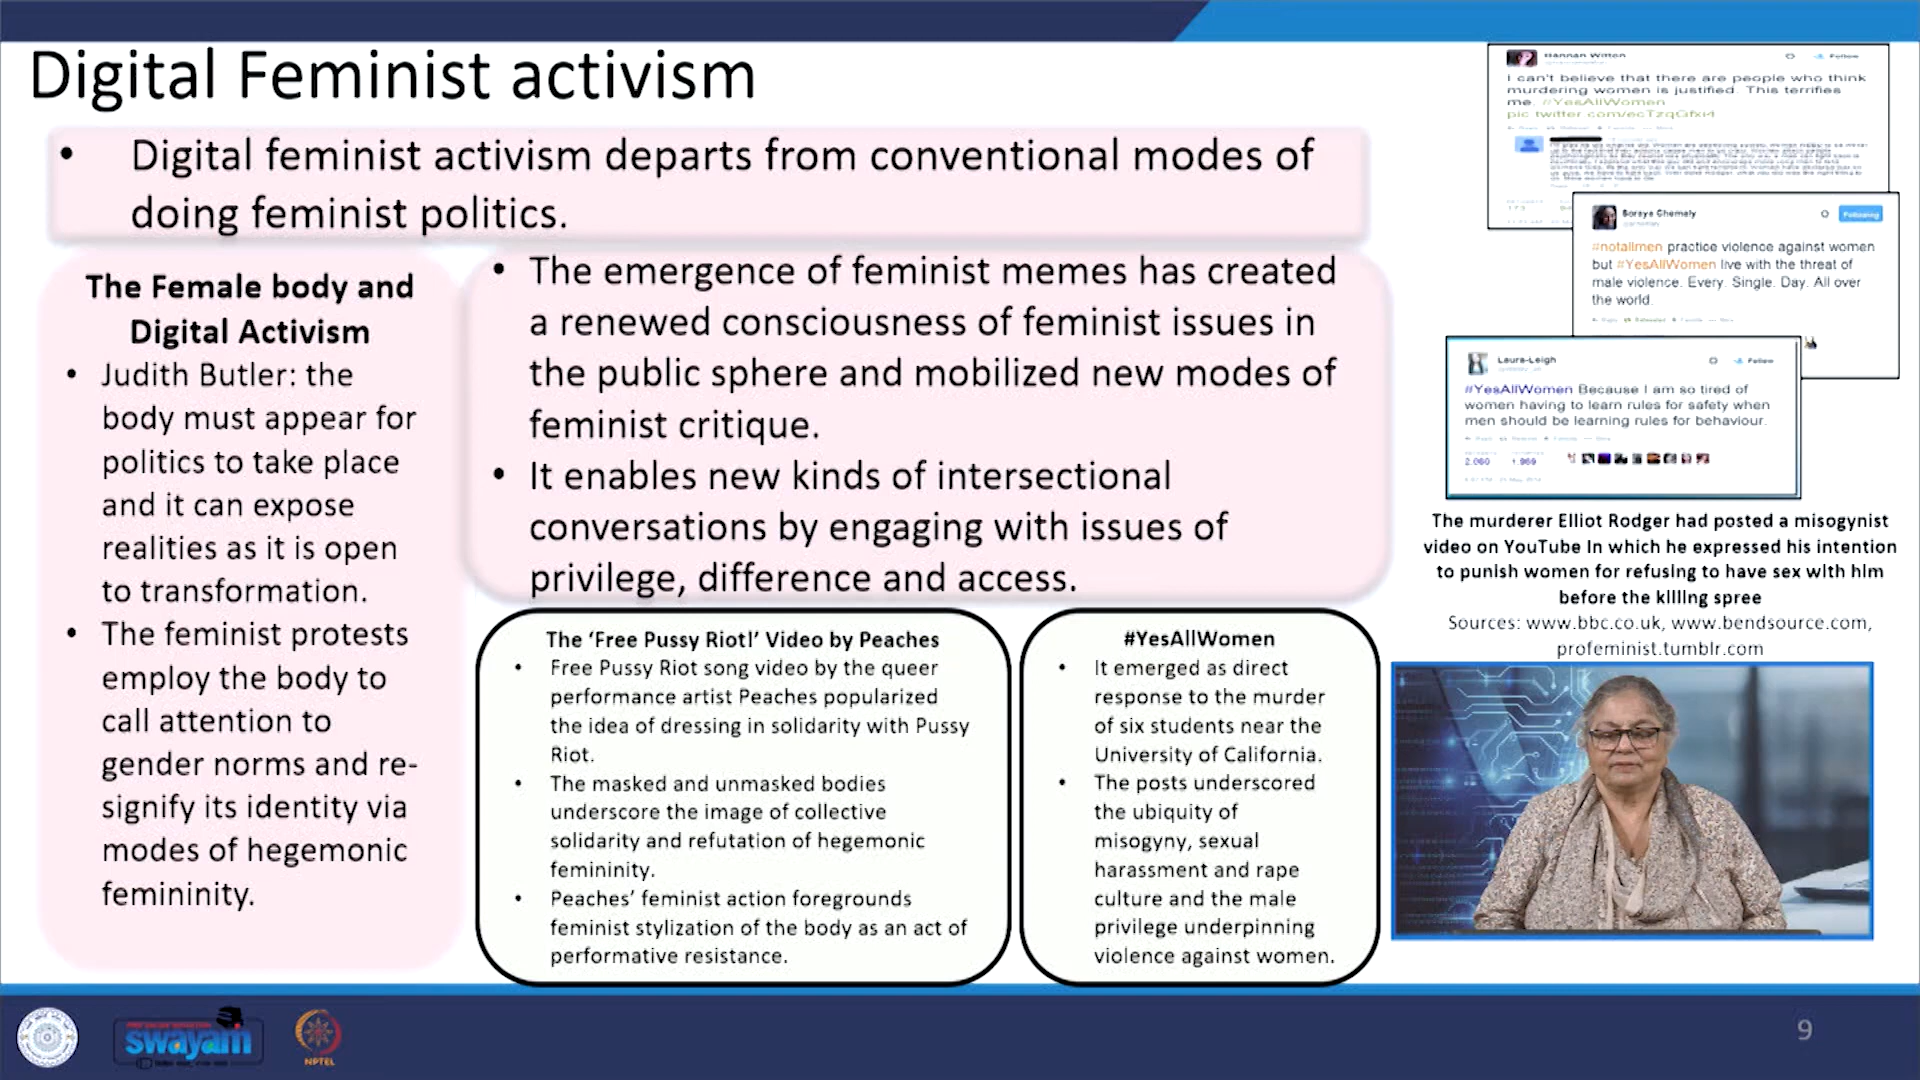 Digital Feminist activism
• Digital feminist activism departs from conventional modes of
doing feminist politics.
The Female body and
Digital Activism
• Judith Butler: the
body must appear for
politics to take place
and it can expose
realities as it is open
to transformation.
• The feminist protests
employ the body to
call attention to
gender norms and re-
signify its identity via
modes of hegemonic
femininity.
• The emergence of feminist memes has created
a renewed consciousness of feminist issues in
the public sphere and mobilized new modes of
feminist critique.
• It enables new kinds of intersectional
conversations by engaging with issues of
privilege, difference and access.
The ‘Free Pussy Riot!’ Video by Peaches
• Free Pussy Riot song video by the queer
performance artist Peaches popularized
the idea of dressing in solidarity with Pussy
Riot.
• The masked and unmasked bodies
underscore the image of collective
solidarity and refutation of hegemonic
femininity.
• Peaches’ feminist action foregrounds
feminist stylization of the body as an act of
performative resistance.
#YesAllWomen
• It emerged as direct
response to the murder
of six students near the
University of California.
• The posts underscored
the ubiquity of
misogyny, sexual
harassment and rape
culture and the male
privilege underpinning
violence against women.
Hannah Witton
Follow
I can't believe that there are people who think
murdering women is justified. This terrifies
me. #YesAllWomen
Soraya Chemaly
Following
#notallmen practice violence against women
but #YesAllWomen live with the threat of
male violence. Every. Single. Day. All over
the world.
Laura-Leigh
Follow
#YesAllWomen Because I am so tired of
women having to learn rules for safety when
men should be learning rules for behaviour.
2,060 1,969
The murderer Elliot Rodger had posted a misogynist
video on YouTube In which he expressed his intention
to punish women for refusing to have sex with him
before the killing spree
Sources: www.bbc.co.uk, www.bendsource.com,
profeminist.tumblr.com
swayam
NPTEL
9